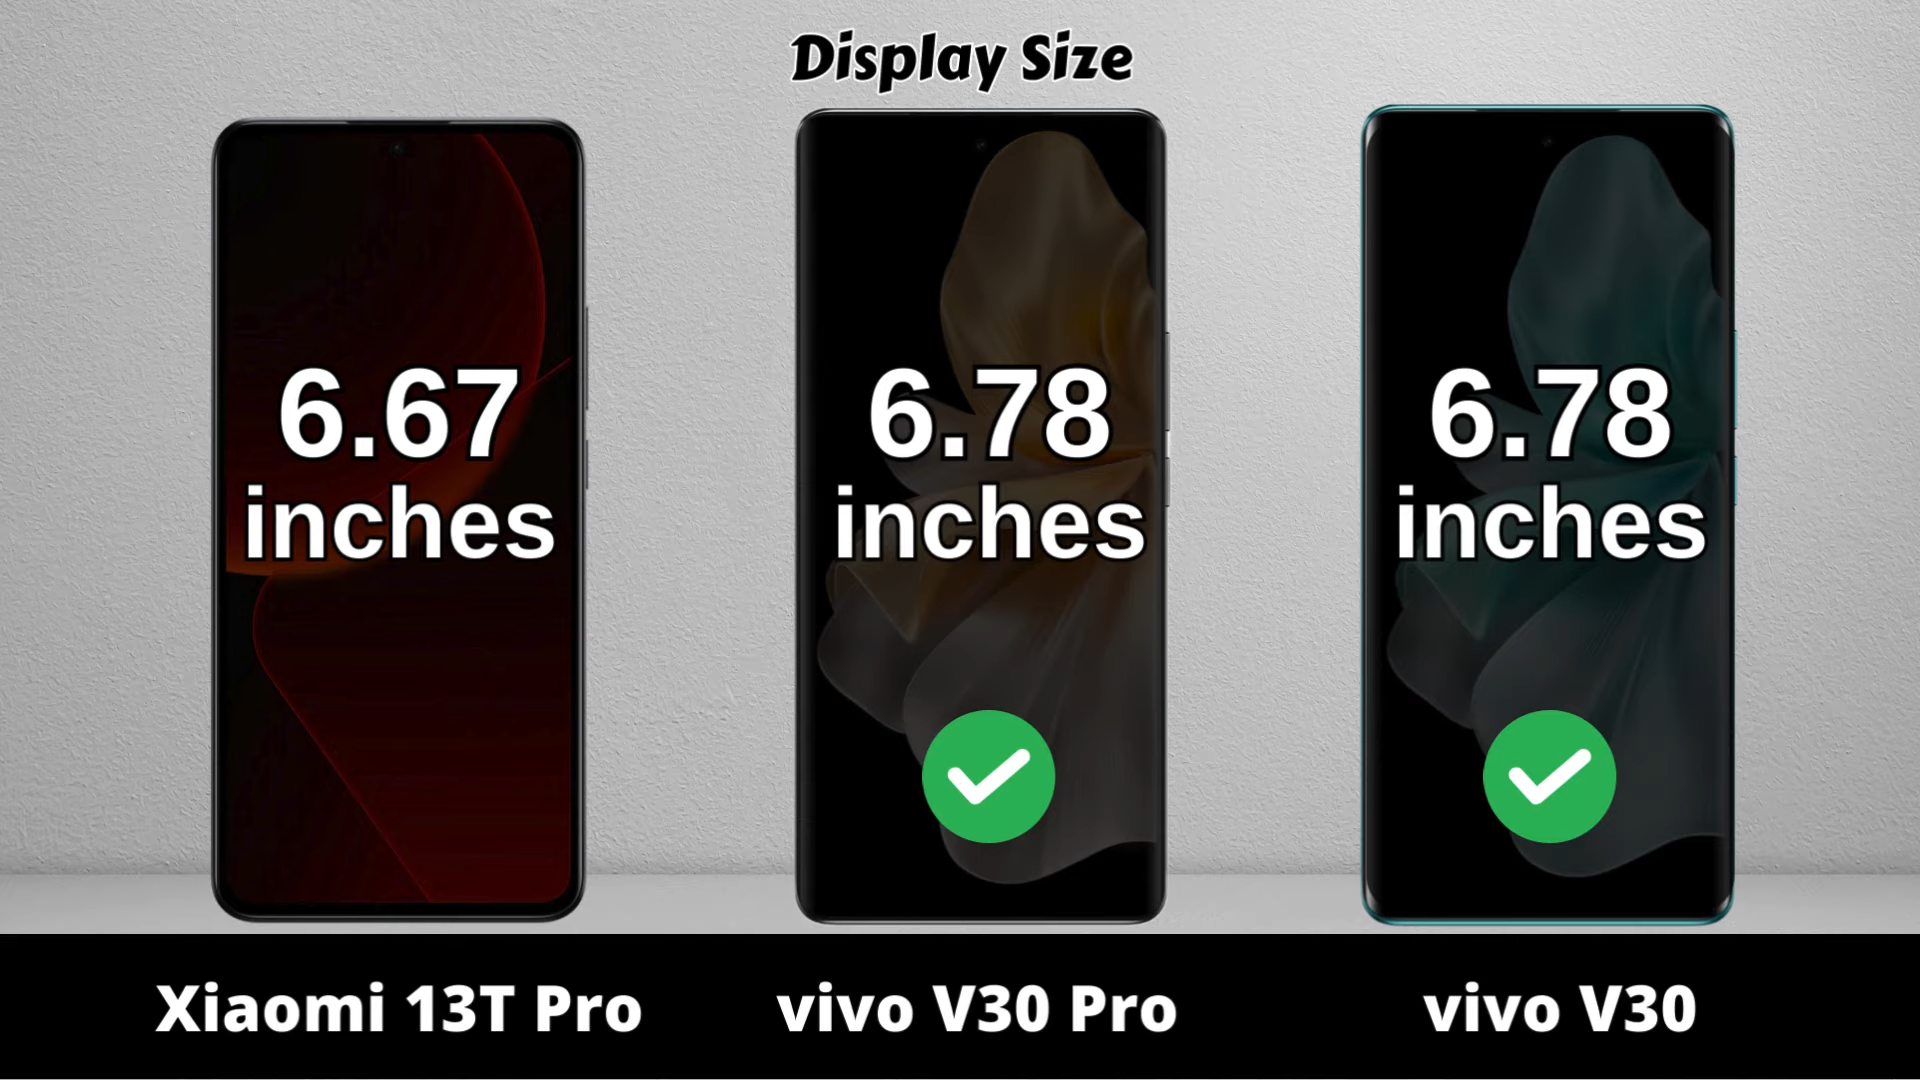 Display Size
6.67
inches
6.78
inches
6.78
inches
Xiaomi 13T Pro
vivo V30 Pro
vivo V30